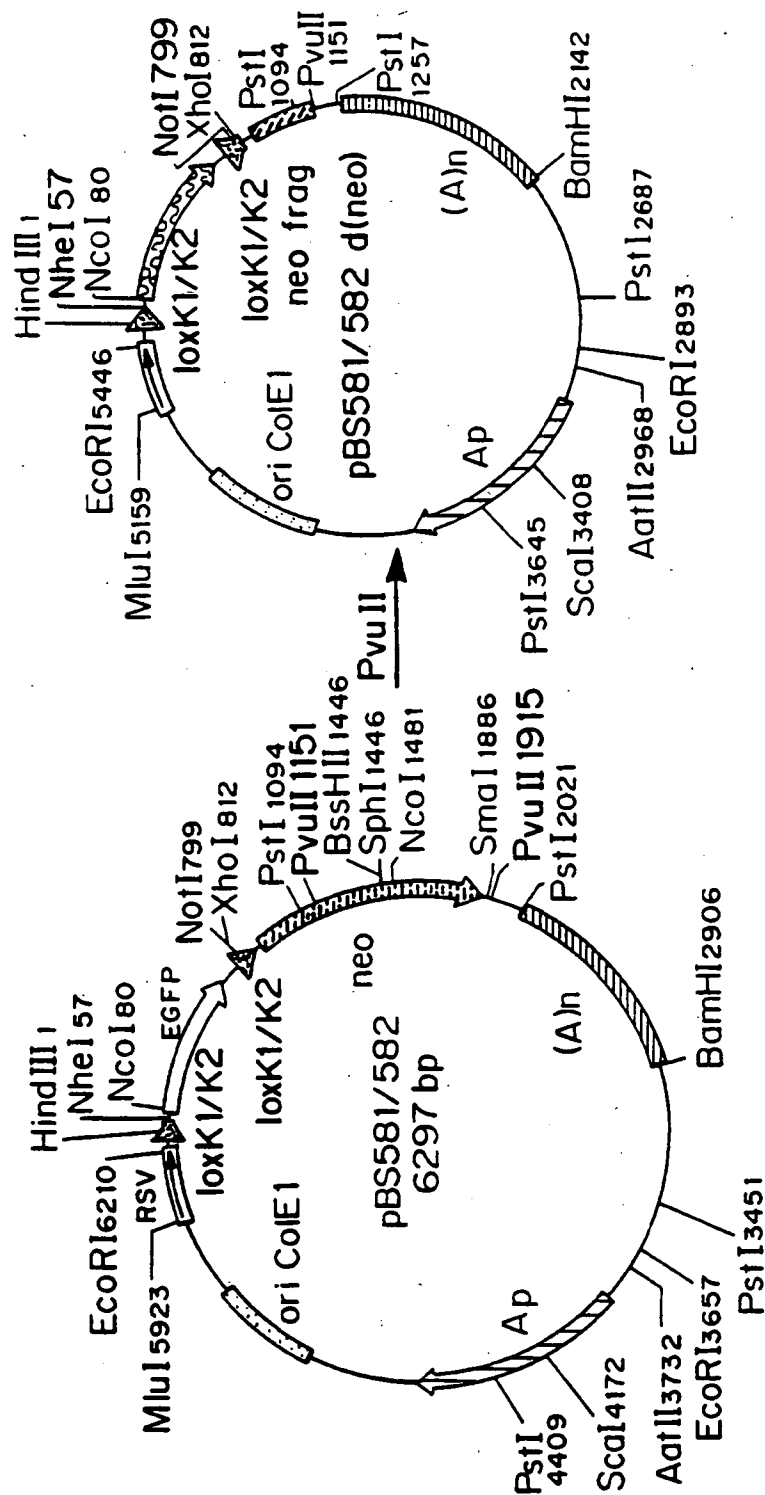 Hind III 1
NheI 57
NcoI 80
EcoRI 6210
RSV
MluI 5923
EGFP
loxK1/K2
NotI 799
XhoI 812
loxK1/K2
PstI 1094
PvuII 1151
BssHII 1446
SphI 1446
NcoI 1481
neo
SmaI 1886
PvuII 1915
PstI 2021
ori ColE1
pBS581/582
6297 bp
(A)n
BamHI 2906
Ap
PstI
4409
ScaI 4172
AatII 3732
EcoRI 3657
PstI 3451
PvuII
Hind III 1
NheI 57
NcoI 80
EcoRI 5446
MluI 5159
loxK1/K2
NotI 799
XhoI 812
loxK1/K2
neo frag
PstI
1094
PvuII
1151
PstI
1257
ori ColE1
pBS581/582 d(neo)
(A)n
BamHI 2142
Ap
PstI 3645
ScaI 3408
AatII 2968
EcoRI 2893
PstI 2687